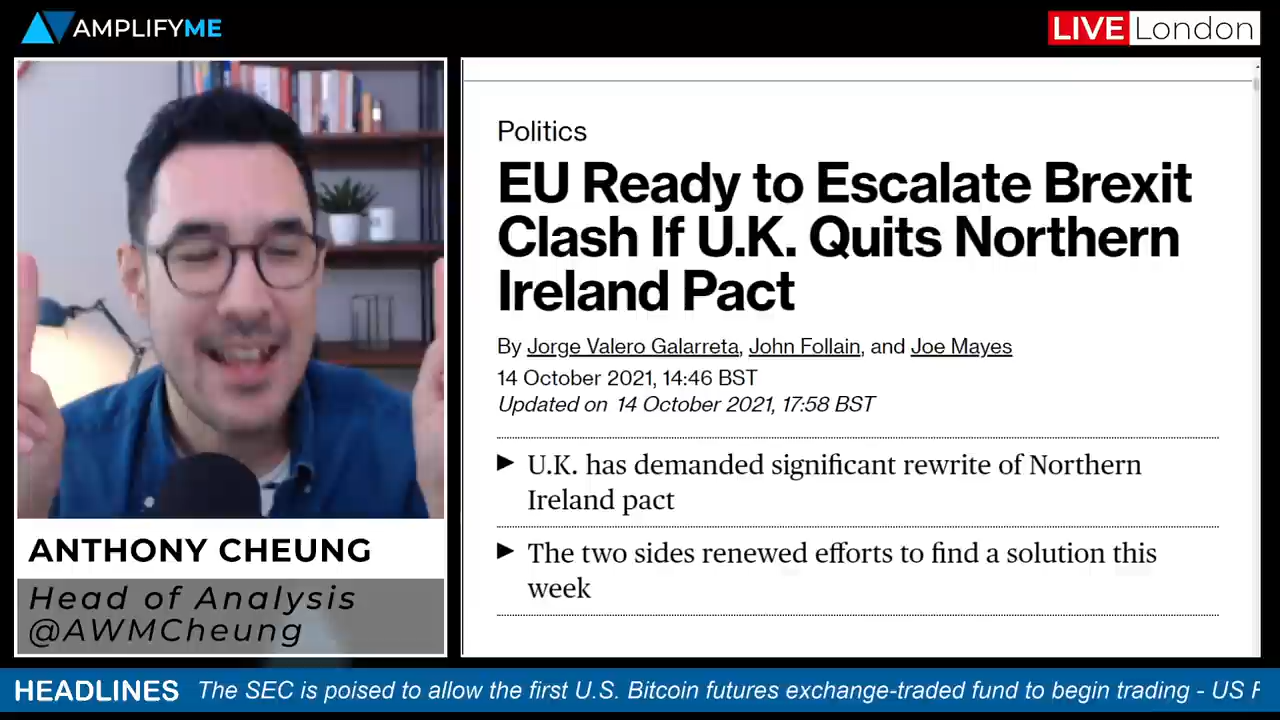 AMPLIFYME
LIVE London
Politics
EU Ready to Escalate Brexit
Clash If U.K. Quits Northern
Ireland Pact
By Jorge Valero Galarreta, John Follain, and Joe Mayes
14 October 2021, 14:46 BST
Updated on 14 October 2021, 17:58 BST
U.K. has demanded significant rewrite of Northern
Ireland pact
The two sides renewed efforts to find a solution this
week
ANTHONY CHEUNG
Head of Analysis
@AWMCheung
HEADLINES The SEC is poised to allow the first U.S. Bitcoin futures exchange-traded fund to begin trading - US